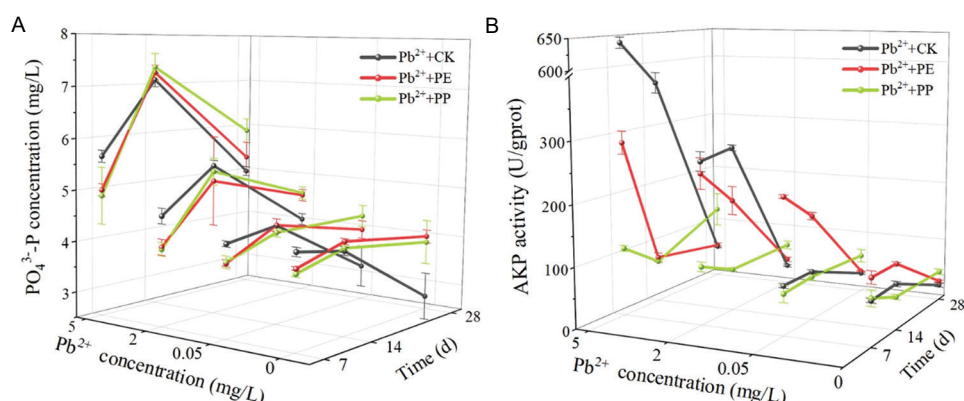 A
PO₄³⁻-P concentration (mg/L)
8
7
6
5
4
3
Pb²⁺+CK
Pb²⁺+PE
Pb²⁺+PP
5
2
0.05
0
Pb²⁺ concentration (mg/L)
7
14
28
Time (d)
B
AKP activity (U/gprot)
650
600
300
200
100
0
Pb²⁺+CK
Pb²⁺+PE
Pb²⁺+PP
5
2
0.05
0
Pb²⁺ concentration (mg/L)
7
14
28
Time (d)